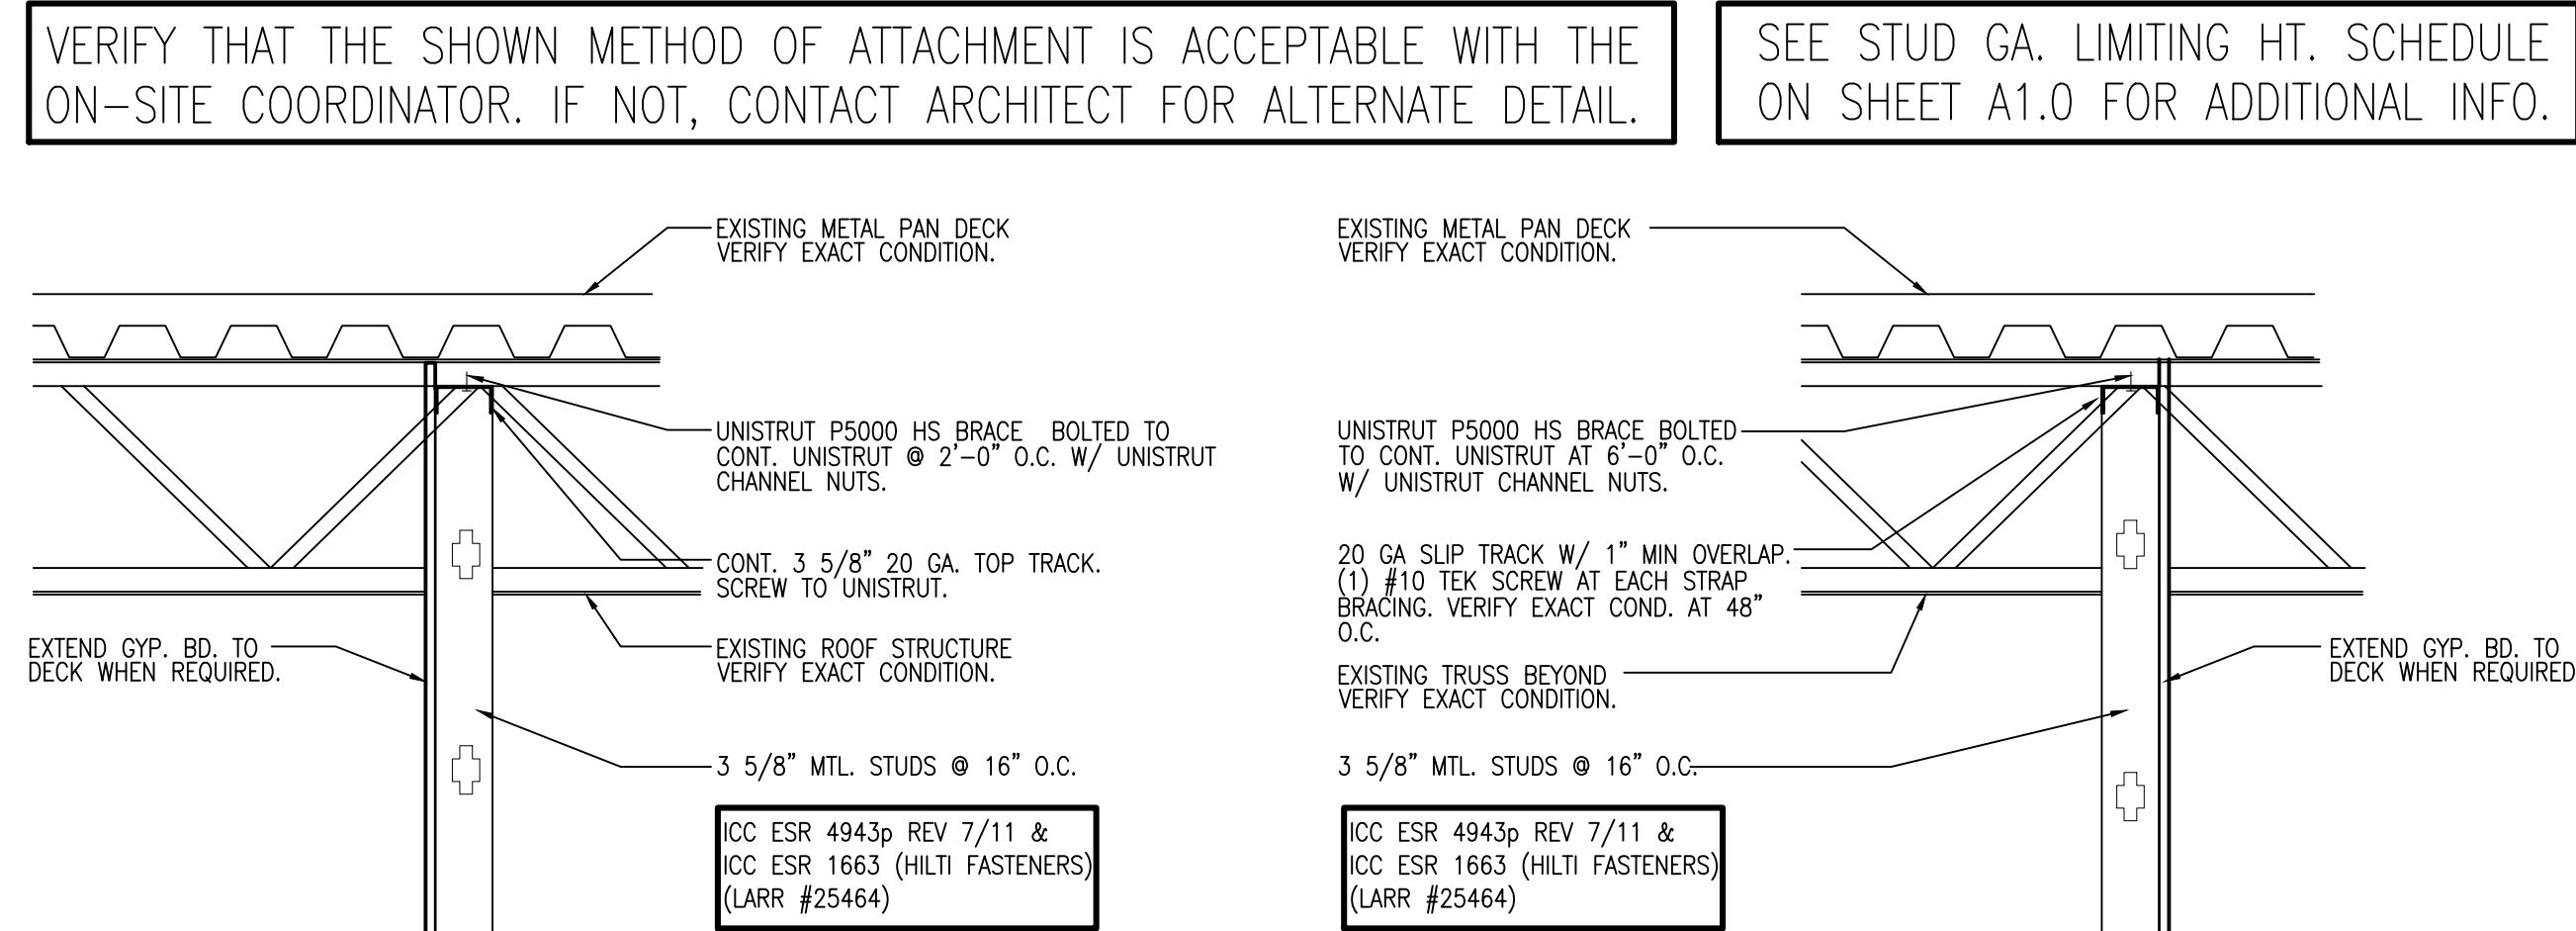 VERIFY THAT THE SHOWN METHOD OF ATTACHMENT IS ACCEPTABLE WITH THE
ON-SITE COORDINATOR. IF NOT, CONTACT ARCHITECT FOR ALTERNATE DETAIL.
SEE STUD GA. LIMITING HT. SCHEDULE
ON SHEET A1.0 FOR ADDITIONAL INFO.
EXISTING METAL PAN DECK
VERIFY EXACT CONDITION.
UNISTRUT P5000 HS BRACE BOLTED TO
CONT. UNISTRUT @ 2'-0" O.C. W/ UNISTRUT
CHANNEL NUTS.
CONT. 3 5/8" 20 GA. TOP TRACK.
SCREW TO UNISTRUT.
EXISTING ROOF STRUCTURE
VERIFY EXACT CONDITION.
EXTEND GYP. BD. TO
DECK WHEN REQUIRED.
3 5/8" MTL. STUDS @ 16" O.C.
ICC ESR 4943p REV 7/11 &
ICC ESR 1663 (HILTI FASTENERS)
(LARR #25464)
EXISTING METAL PAN DECK
VERIFY EXACT CONDITION.
UNISTRUT P5000 HS BRACE BOLTED
TO CONT. UNISTRUT AT 6'-0" O.C.
W/ UNISTRUT CHANNEL NUTS.
20 GA SLIP TRACK W/ 1" MIN OVERLAP.
(1) #10 TEK SCREW AT EACH STRAP
BRACING. VERIFY EXACT COND. AT 48"
O.C.
EXISTING TRUSS BEYOND
VERIFY EXACT CONDITION.
EXTEND GYP. BD. TO
DECK WHEN REQUIRED
3 5/8" MTL. STUDS @ 16" O.C.
ICC ESR 4943p REV 7/11 &
ICC ESR 1663 (HILTI FASTENERS)
(LARR #25464)